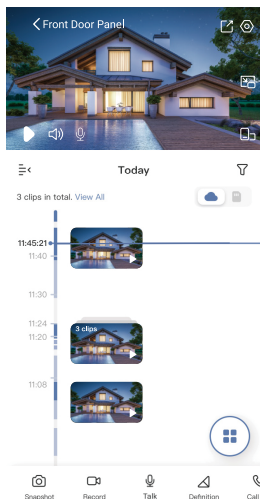 Front Door Panel
Today
3 clips in total. View All
11:45:21
11:40
11:30
11:24
3 clips
11:20
11:08
Snapshot
Record
Talk
Definition
Call